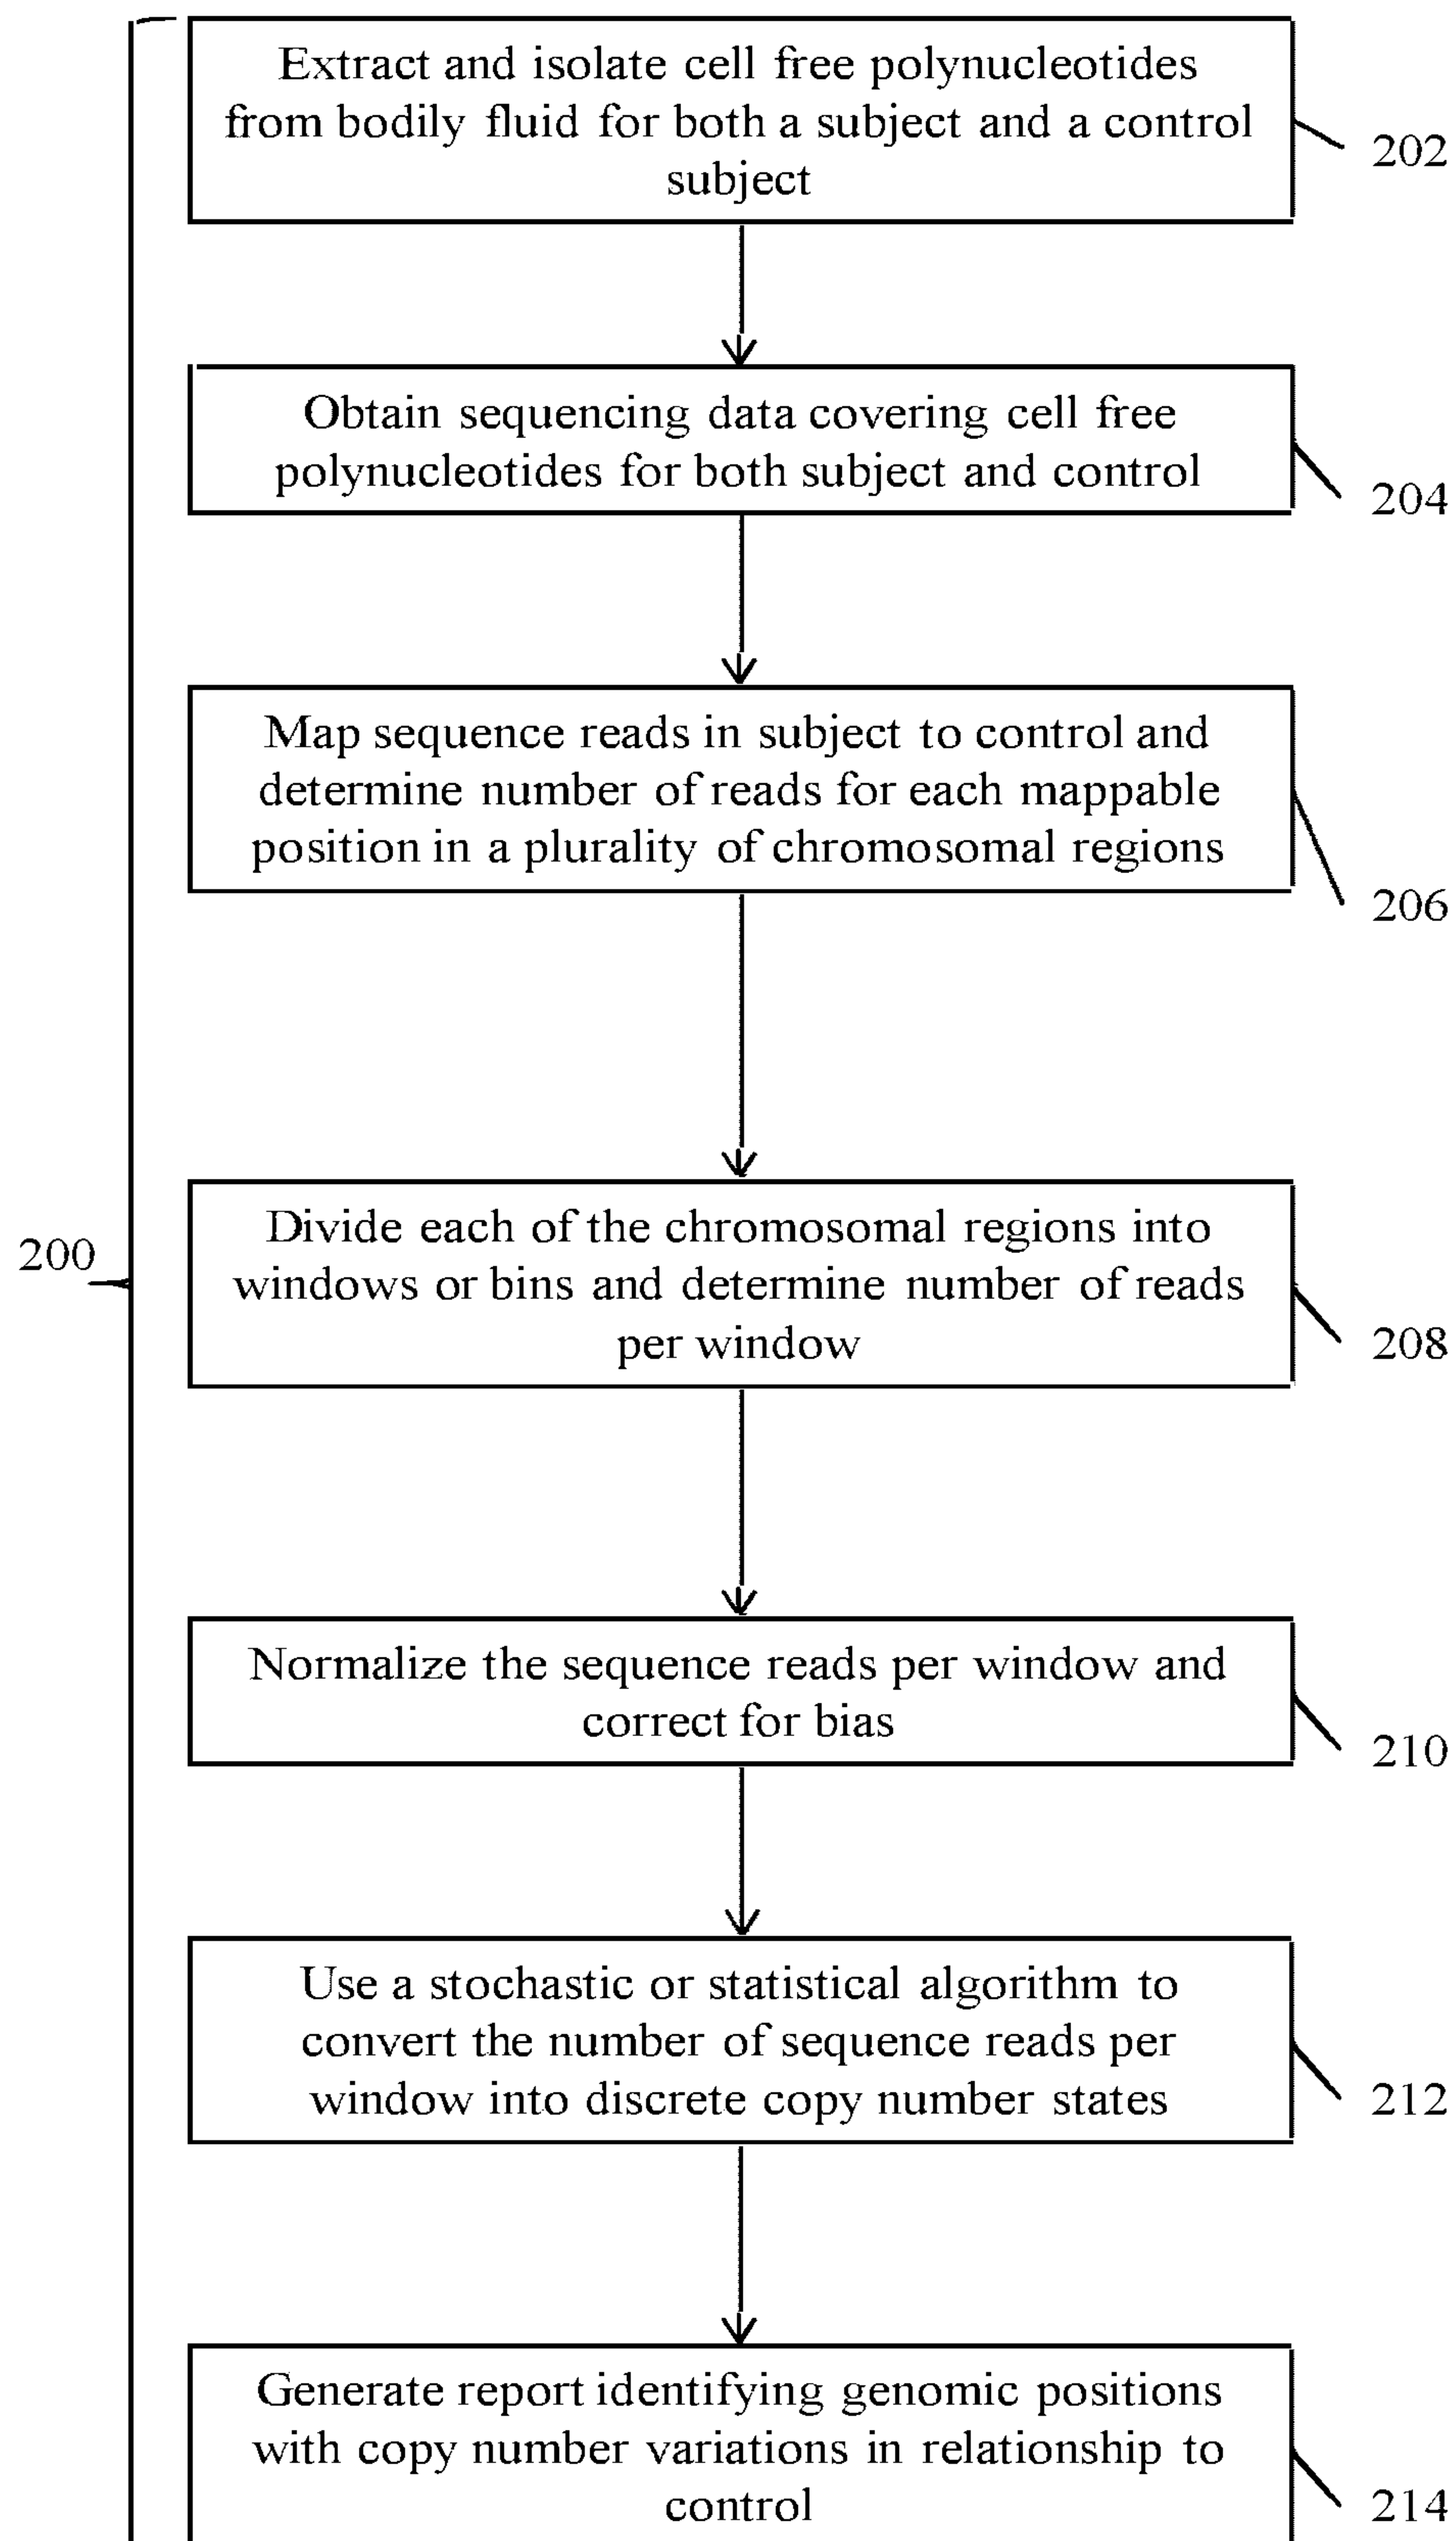 Extract and isolate cell free polynucleotides
from bodily fluid for both a subject and a control
subject
202
Obtain sequencing data covering cell free
polynucleotides for both subject and control
204
Map sequence reads in subject to control and
determine number of reads for each mappable
position in a plurality of chromosomal regions
206
200
Divide each of the chromosomal regions into
windows or bins and determine number of reads
per window
208
Normalize the sequence reads per window and
correct for bias
210
Use a stochastic or statistical algorithm to
convert the number of sequence reads per
window into discrete copy number states
212
Generate report identifying genomic positions
with copy number variations in relationship to
control
214